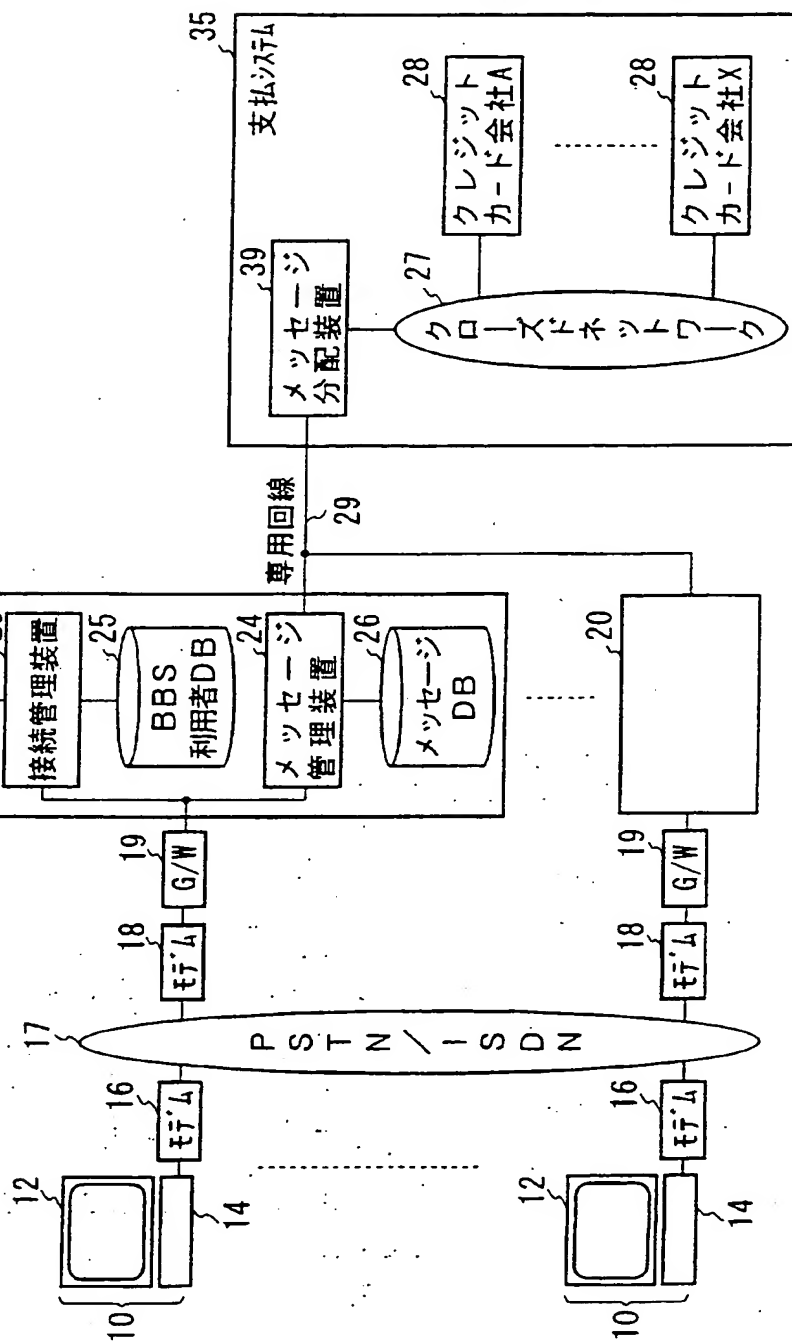 35
支払システム
39
メッセージ
分配装置
27
クローズドネットワーク
28
クレジット
カード会社A
28
クレジット
カード会社X
専用回線
29
接続管理装置
25
BBS
利用者DB
24
メッセージ
管理装置
26
メッセージ
DB
20
19
G/W
18
モデム
19
G/W
18
モデム
17
PSTN/ISDN
16
モデム
16
モデム
12
14
10
12
14
10